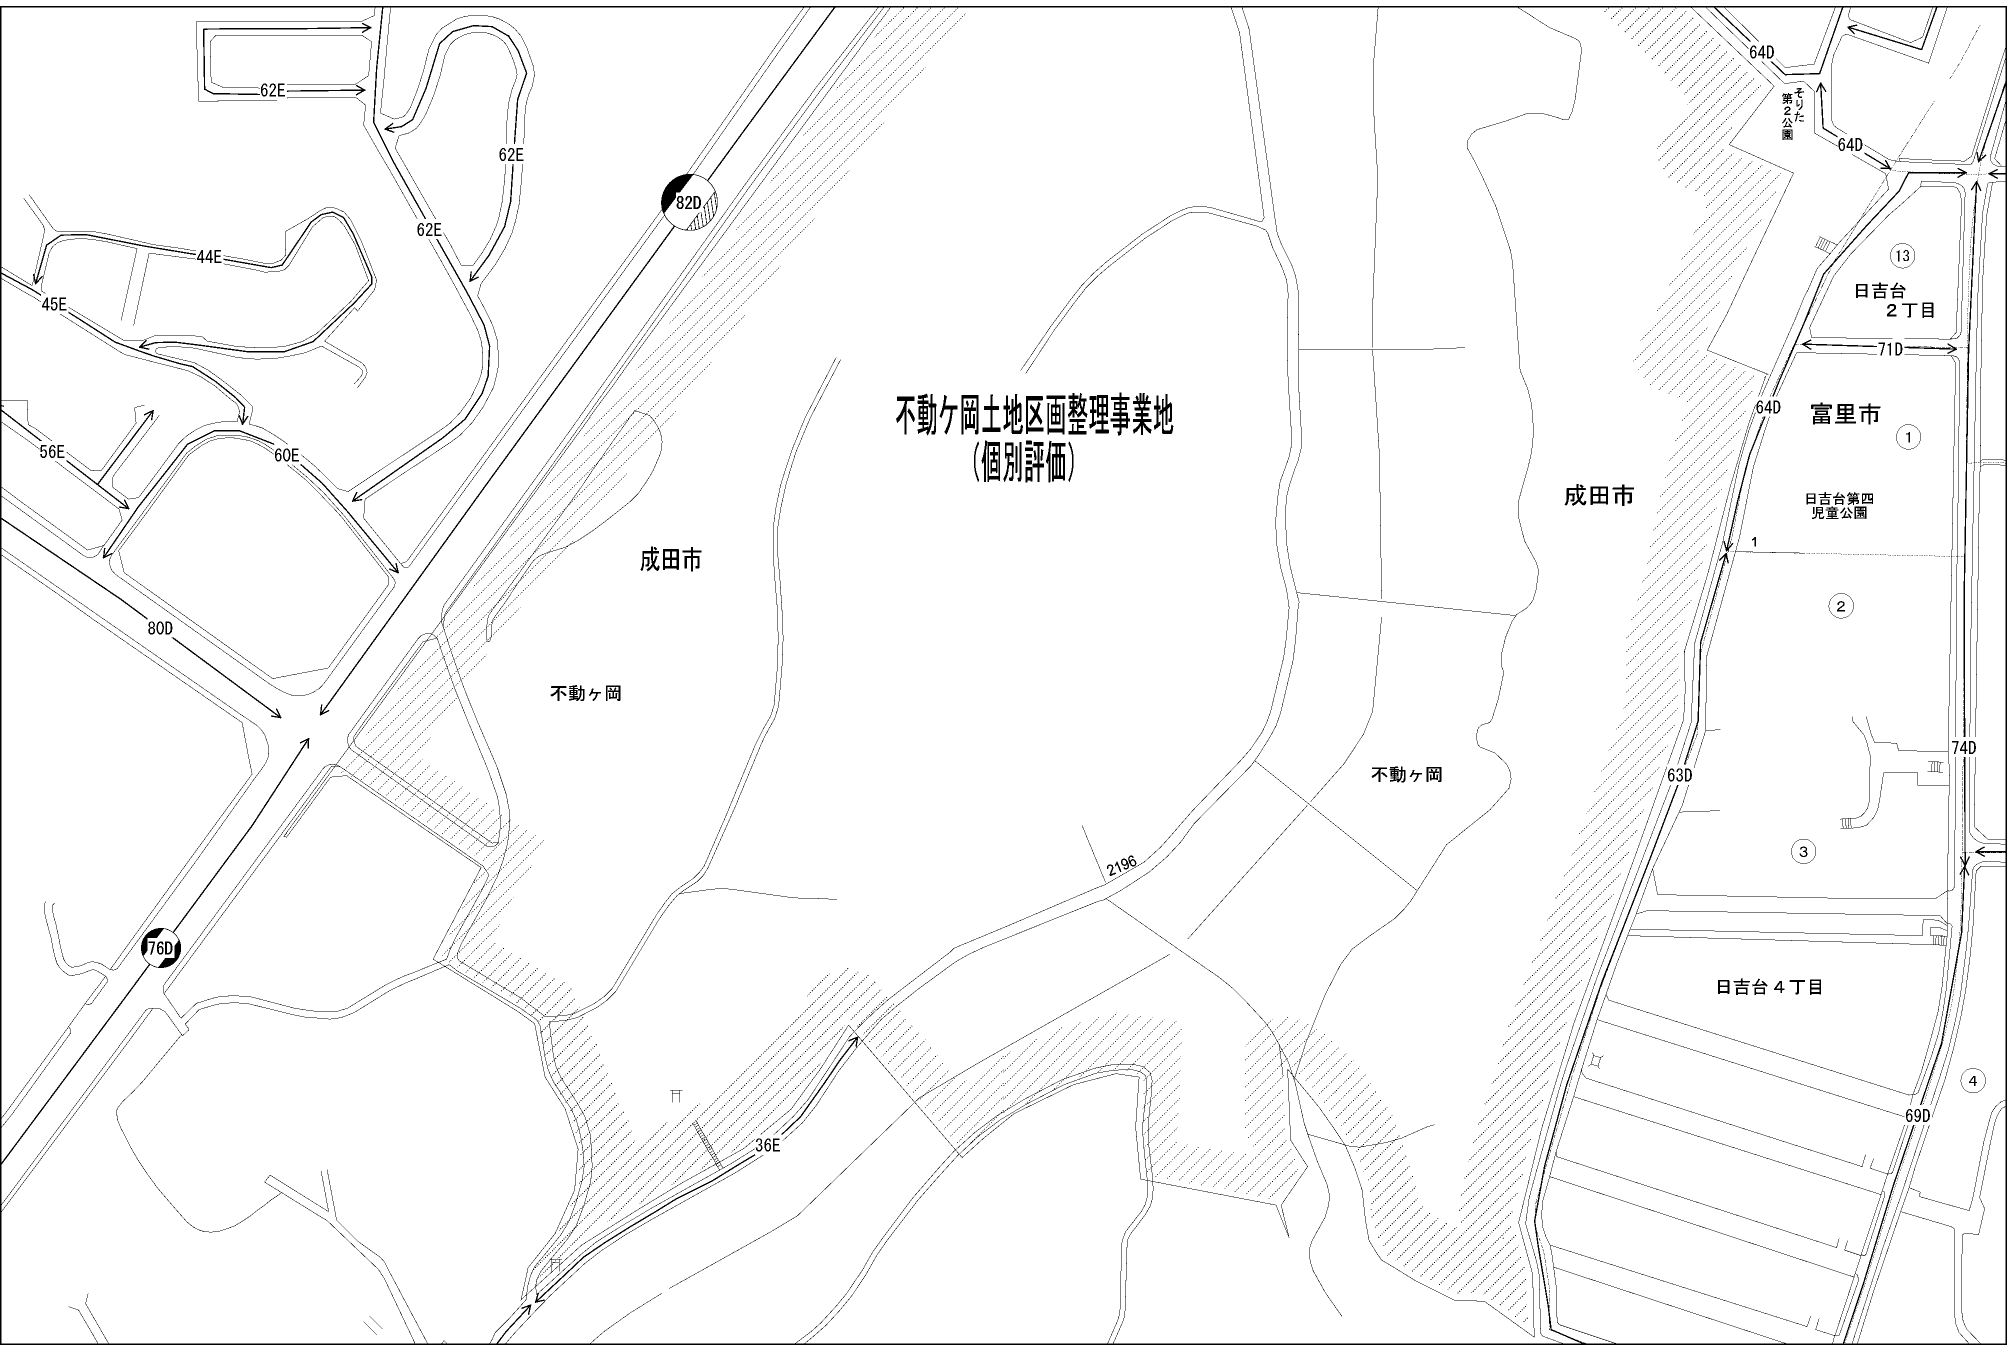 64D
62E
そりた
第2公園
62E
64D
82D
62E
44E
13
45E
日吉台
2丁目
71D
64D
不動ケ岡土地区画整理事業地
(個別評価)
富里市
1
56E
60E
成田市
日吉台第四
児童公園
1
成田市
2
80D
不動ヶ岡
74D
不動ヶ岡
63D
3
2196
76D
日吉台4丁目
4
69D
36E